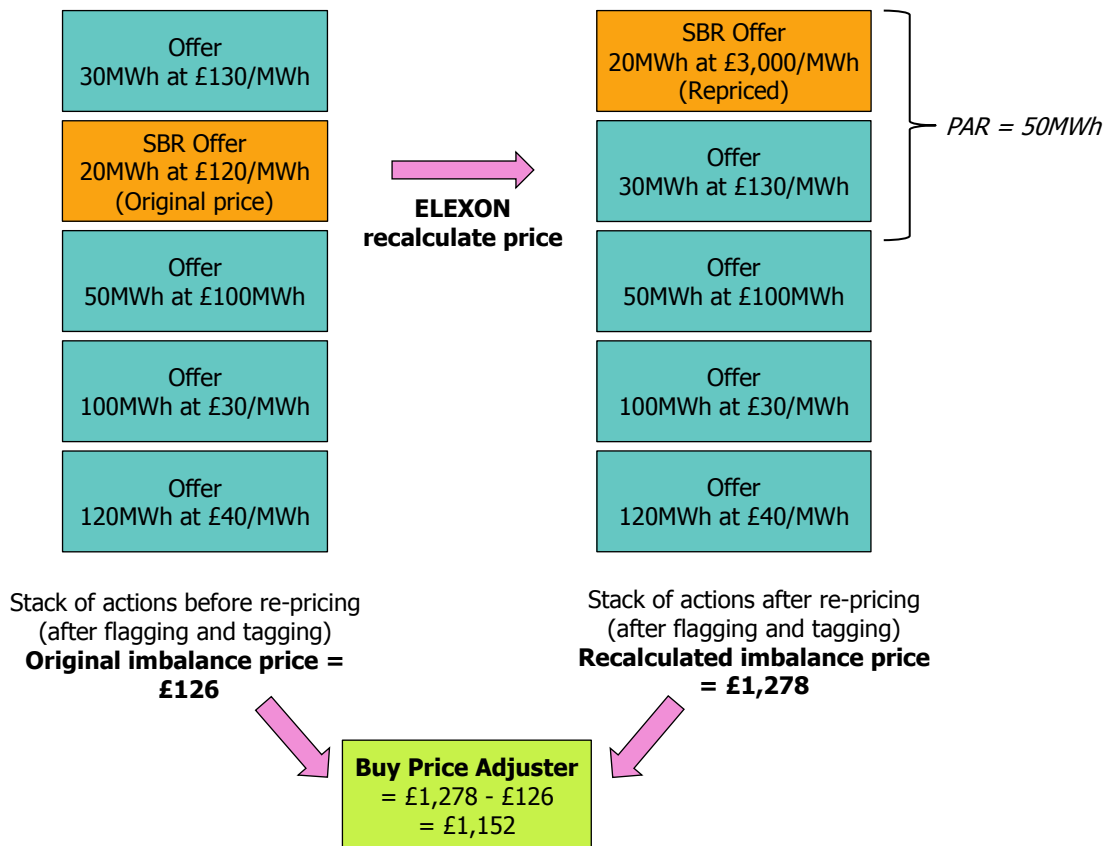 Offer
30MWh at £130/MWh
SBR Offer
20MWh at £120/MWh
(Original price)
Offer
50MWh at £100MWh
Offer
100MWh at £30/MWh
Offer
120MWh at £40/MWh
Stack of actions before re-pricing
(after flagging and tagging)
Original imbalance price =
£126
ELEXON
recalculate price
SBR Offer
20MWh at £3,000/MWh
(Repriced)
Offer
30MWh at £130/MWh
Offer
50MWh at £100MWh
Offer
100MWh at £30/MWh
Offer
120MWh at £40/MWh
PAR = 50MWh
Stack of actions after re-pricing
(after flagging and tagging)
Recalculated imbalance price
= £1,278
Buy Price Adjuster
= £1,278 - £126
= £1,152